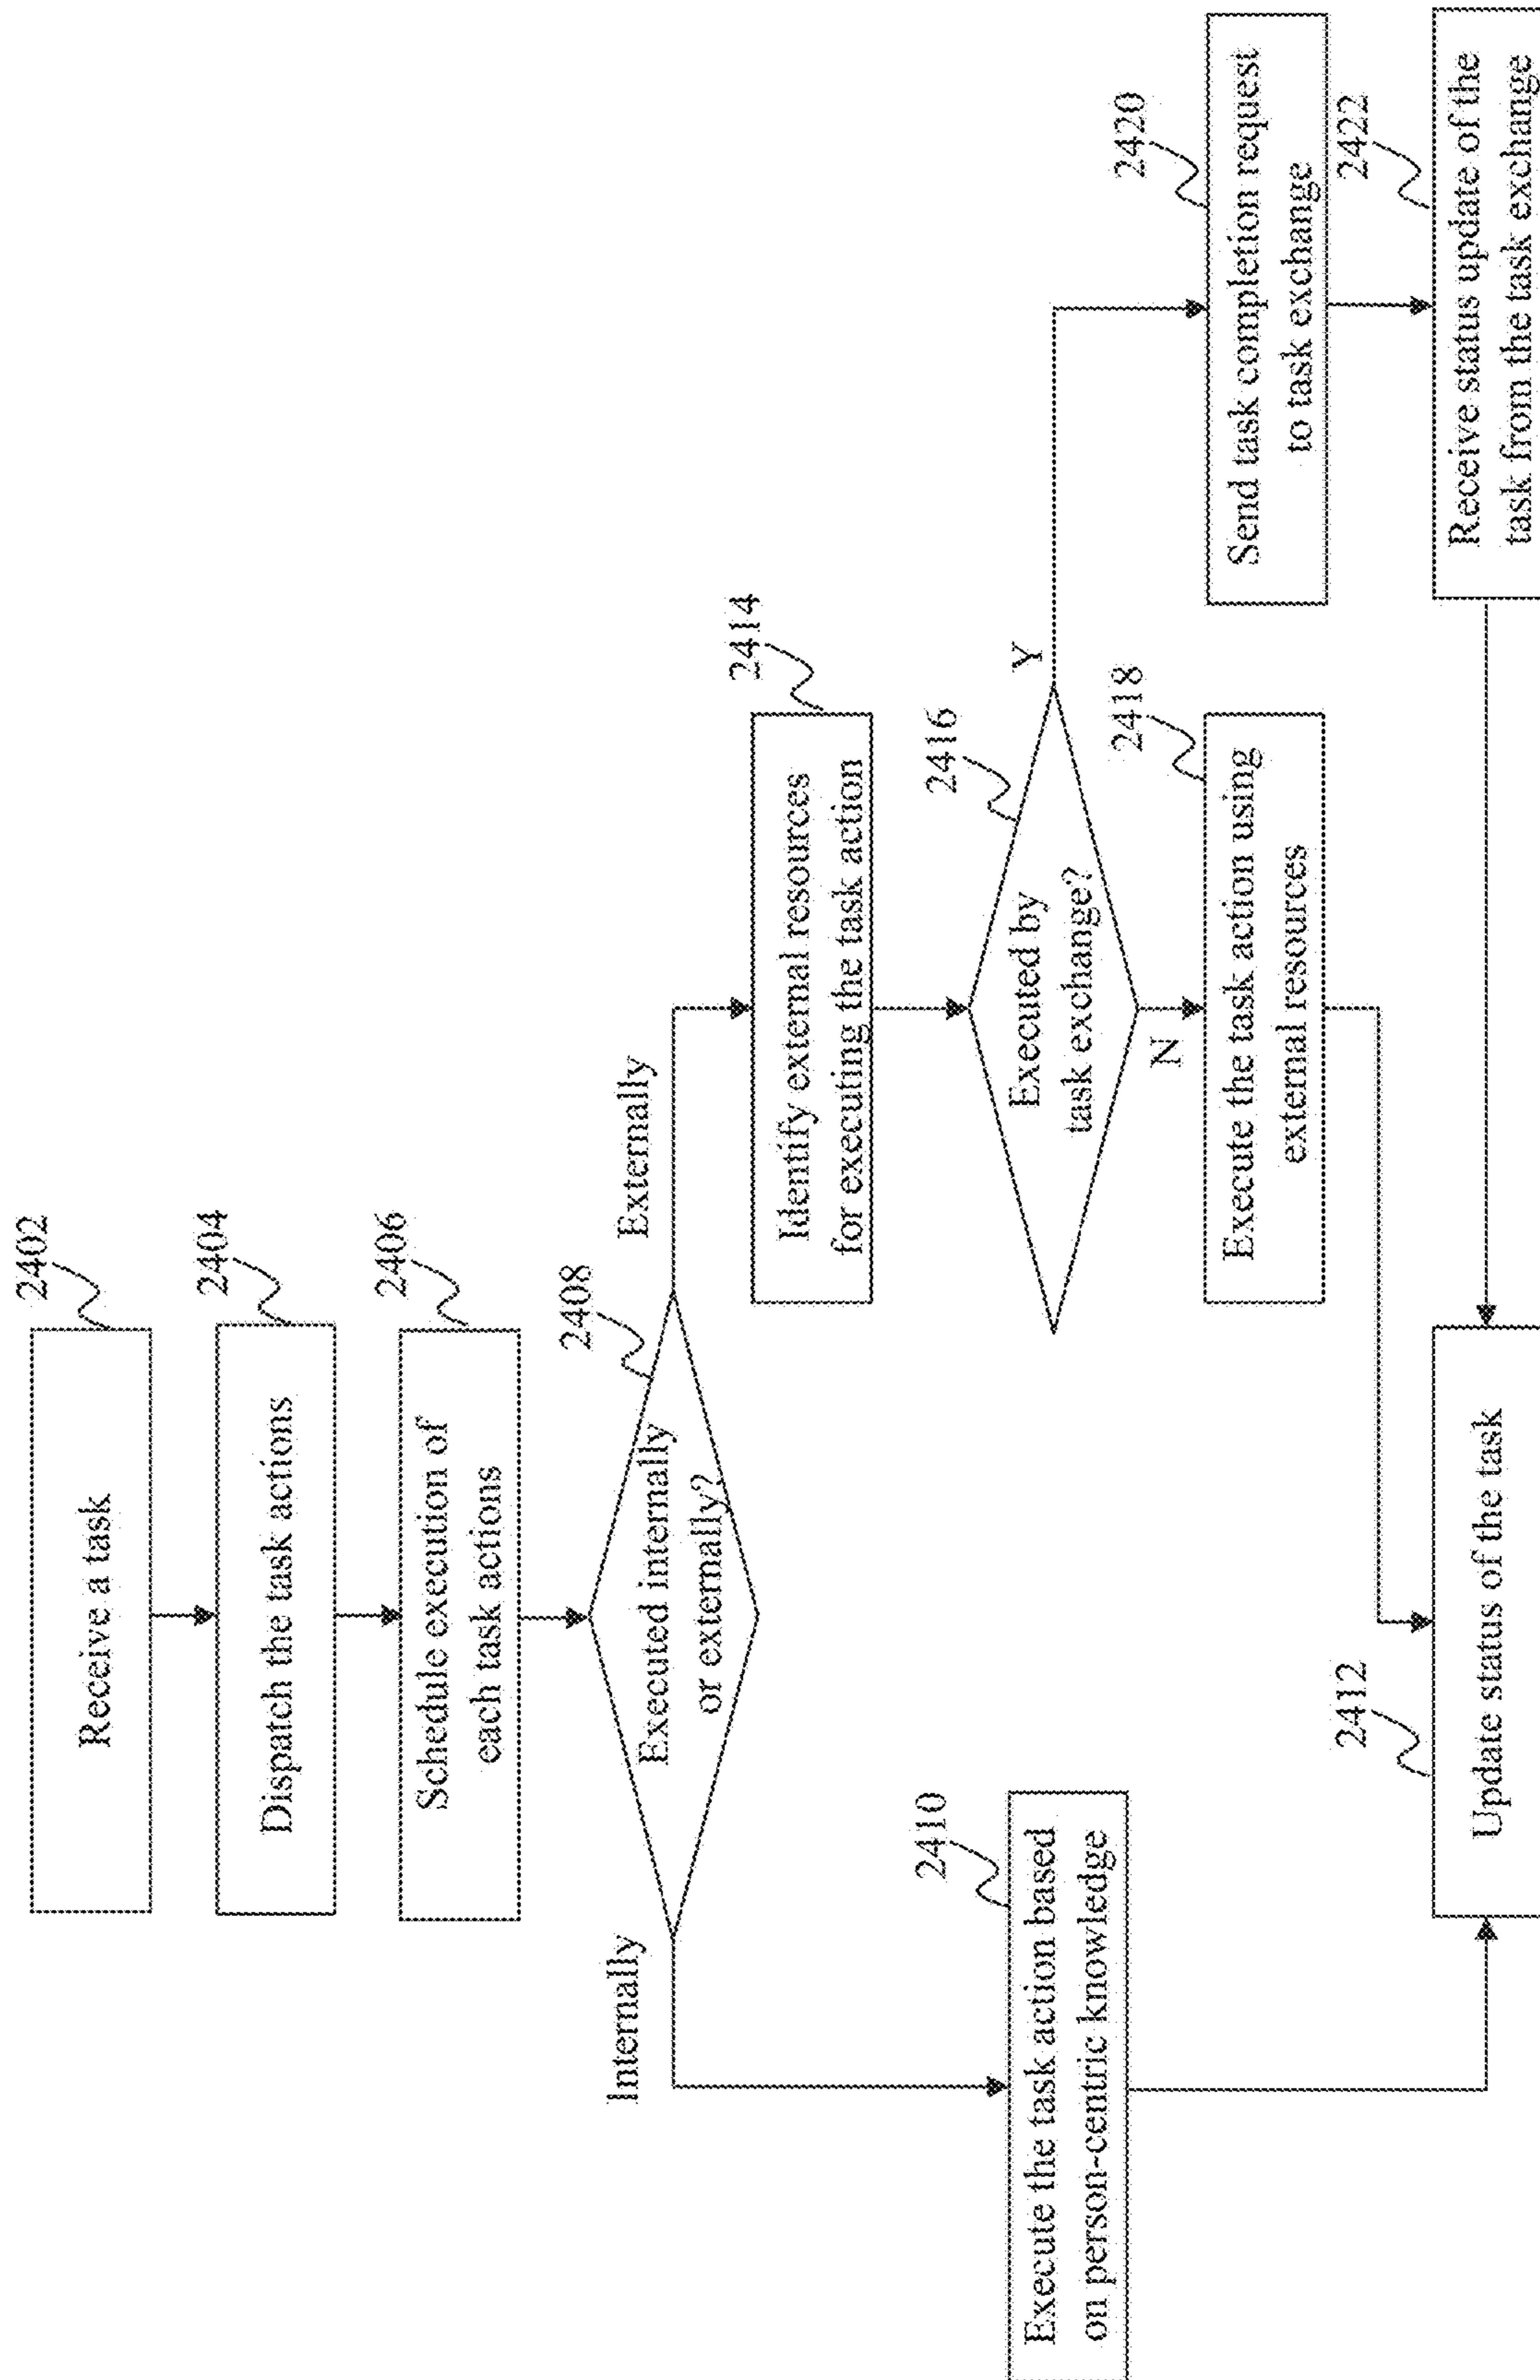 2402
Receive a task
2404
Dispatch the task actions
2406
Schedule execution of
each task actions
2408
Executed internally
or externally?
Internally
Externally
2414
Identify external resources
for executing the task action
2410
Execute the task action based
on person-centric knowledge
2416
Executed by
task exchange?
Y
N
2418
Execute the task action using
external resources
2420
Send task completion request
to task exchange
2412
Update status of the task
2422
Receive status update of the
task from the task exchange